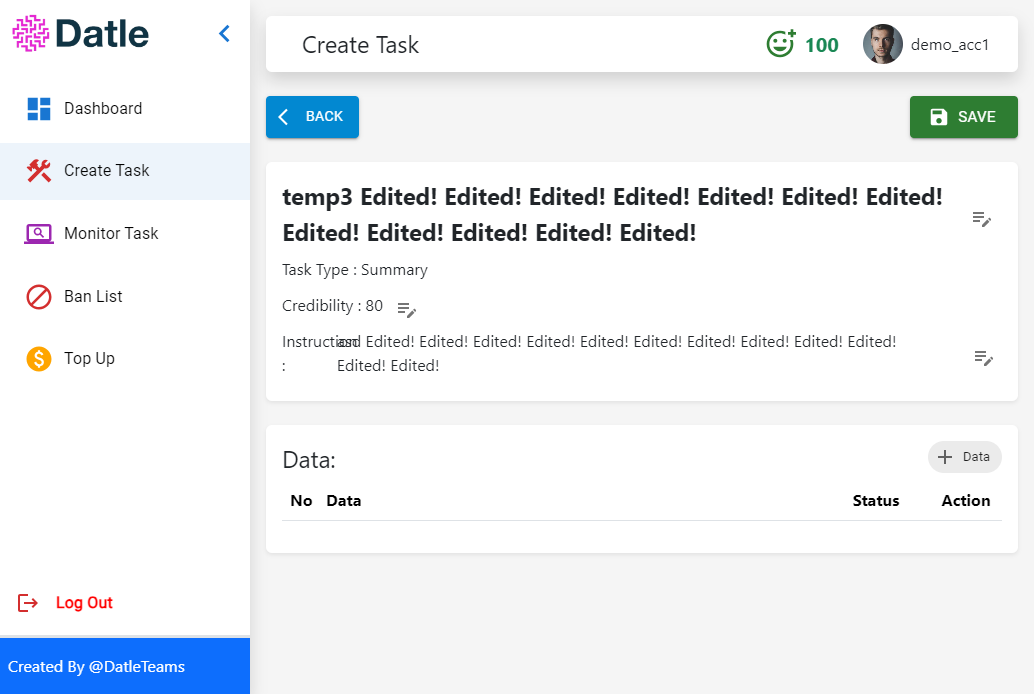 Datle
Create Task
100
demo_acc1
Dashboard
Create Task
Monitor Task
Ban List
Top Up
Log Out
Created By @DatleTeams
BACK
SAVE
temp3 Edited! Edited! Edited! Edited! Edited! Edited! Edited!
Edited! Edited! Edited! Edited! Edited!
Task Type : Summary
Credibility : 80
Instruction asd Edited! Edited! Edited! Edited! Edited! Edited! Edited! Edited! Edited! Edited!
: Edited! Edited!
Data:
Data
No Data Status Action